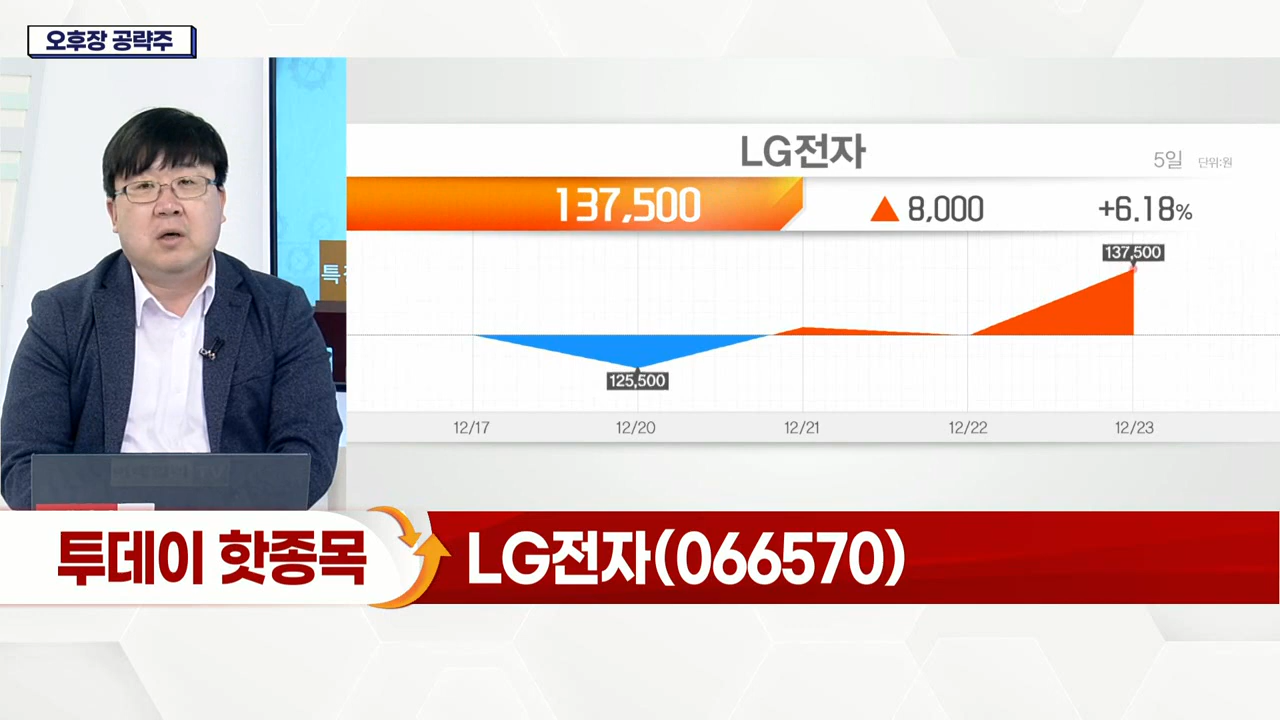 오후장 공략주
LG전자
5일 단위:원
137,500 ▲ 8,000 +6.18%
137,500
125,500
12/17 12/20 12/21 12/22 12/23
특
투데이 핫종목
LG전자(066570)